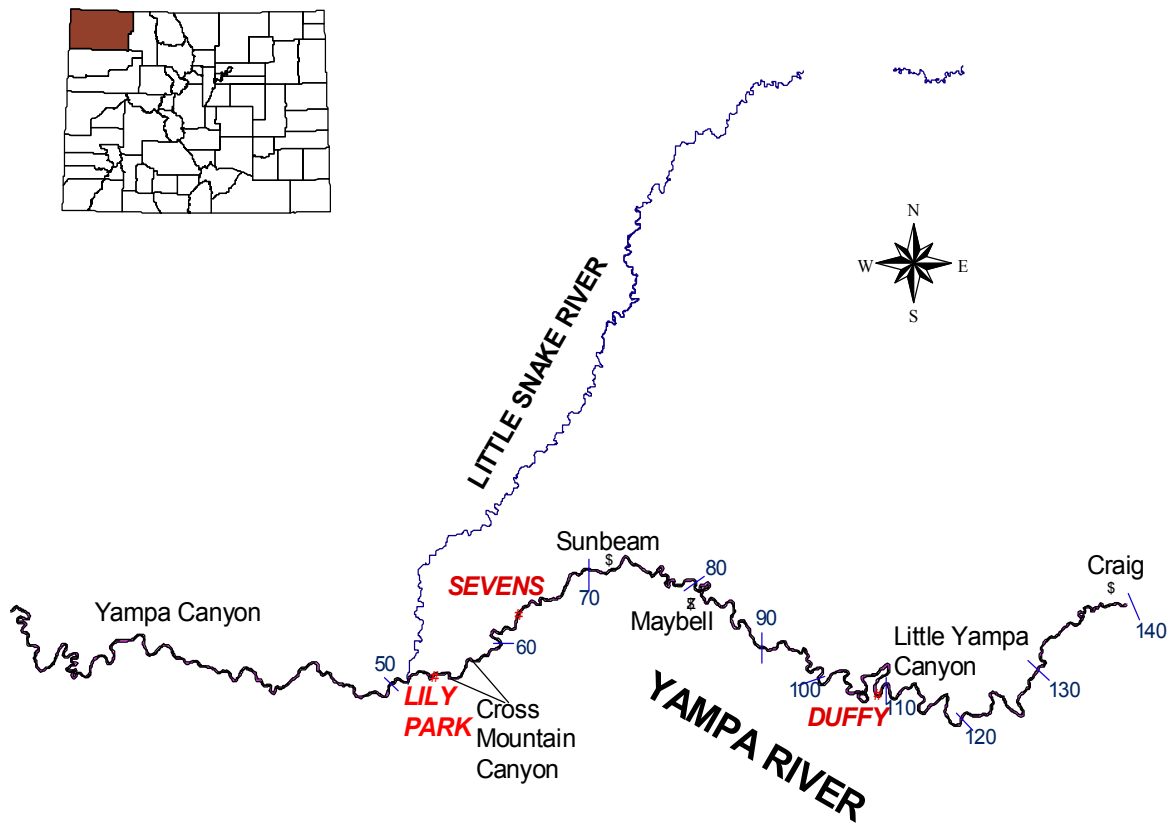 N
W
E
S
LITTLE SNAKE RIVER
Sunbeam
$
80
Craig
$
SEVENS
70
Maybell
Yampa Canyon
140
60
90
Little Yampa
Canyon
50
130
100
LILY
PARK
Cross
Mountain
Canyon
DUFFY
110
120
YAMPA RIVER